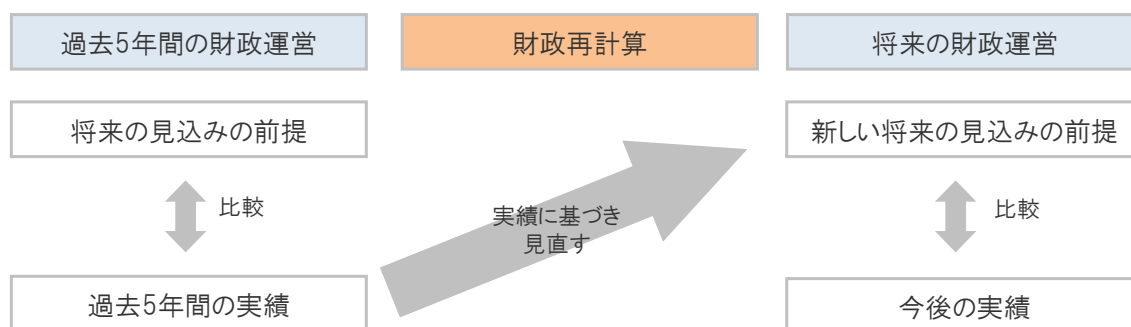 過去5年間の財政運営
財政再計算
将来の財政運営
将来の見込みの前提
新しい将来の見込みの前提
比較
実績に基づき
見直す
比較
過去5年間の実績
今後の実績